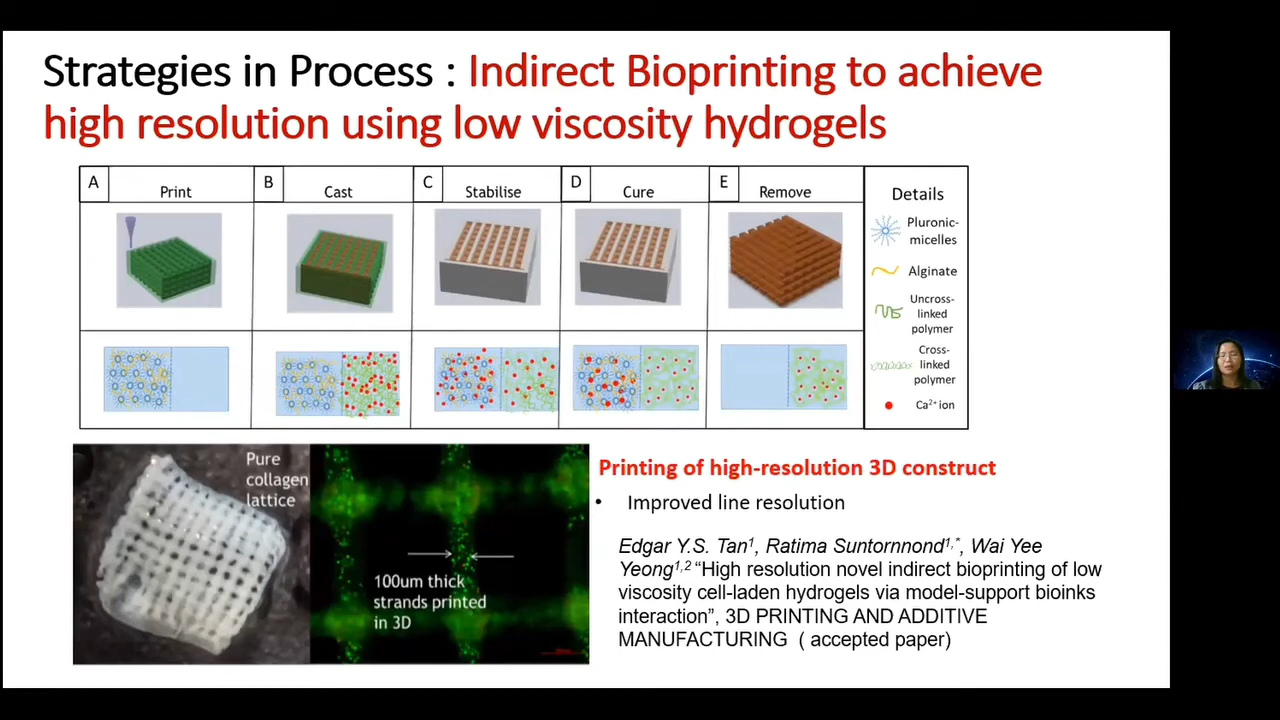 Strategies in Process : Indirect Bioprinting to achieve
high resolution using low viscosity hydrogels
A
Print
B
Cast
C
Stabilise
D
Cure
E
Remove
Details
Pluronic-
micelles
Alginate
Uncross-
linked
polymer
Cross-
linked
polymer
Ca2+ ion
Pure
collagen
lattice
100um thick
strands printed
in 3D
Printing of high-resolution 3D construct
• Improved line resolution
Edgar Y.S. Tan1, Ratima Suntornnond1,*, Wai Yee
Yeong1,2 “High resolution novel indirect bioprinting of low
viscosity cell-laden hydrogels via model-support bioinks
interaction”, 3D PRINTING AND ADDITIVE
MANUFACTURING ( accepted paper)